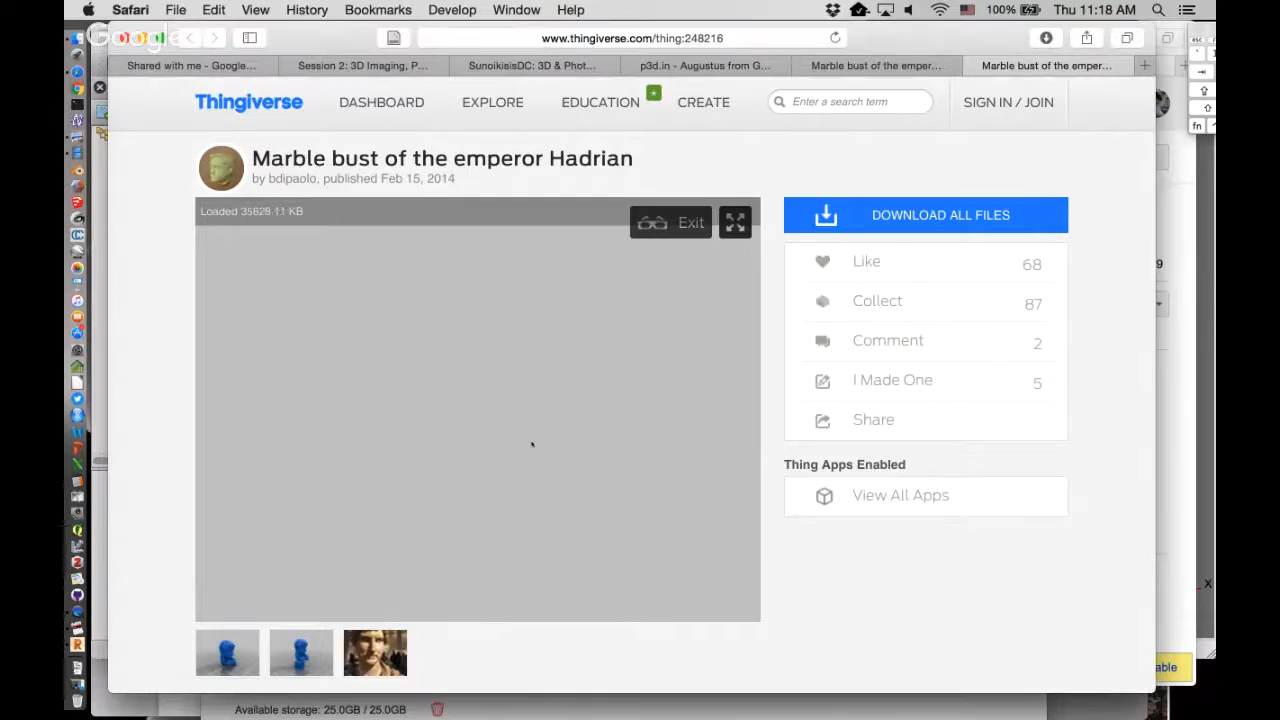 Safari File Edit View History Bookmarks Develop Window Help 100% Thu 11:18 AM
Google
www.thingiverse.com/thing:248216
Shared with me - Google... Session 2: 3D Imaging, P... SunoikisisDC: 3D & Phot... p3d.in - Augustus from G... Marble bust of the emper... Marble bust of the emper...
Thingiverse DASHBOARD EXPLORE EDUCATION CREATE Enter a search term SIGN IN / JOIN
fn
Marble bust of the emperor Hadrian
by bdipaolo, published Feb 15, 2014
Loaded 35628.11 KB
Exit
DOWNLOAD ALL FILES
Like 68
Collect 87
Comment 2
I Made One 5
Share
Thing Apps Enabled
View All Apps
9
X
able
Available storage: 25.0GB / 25.0GB